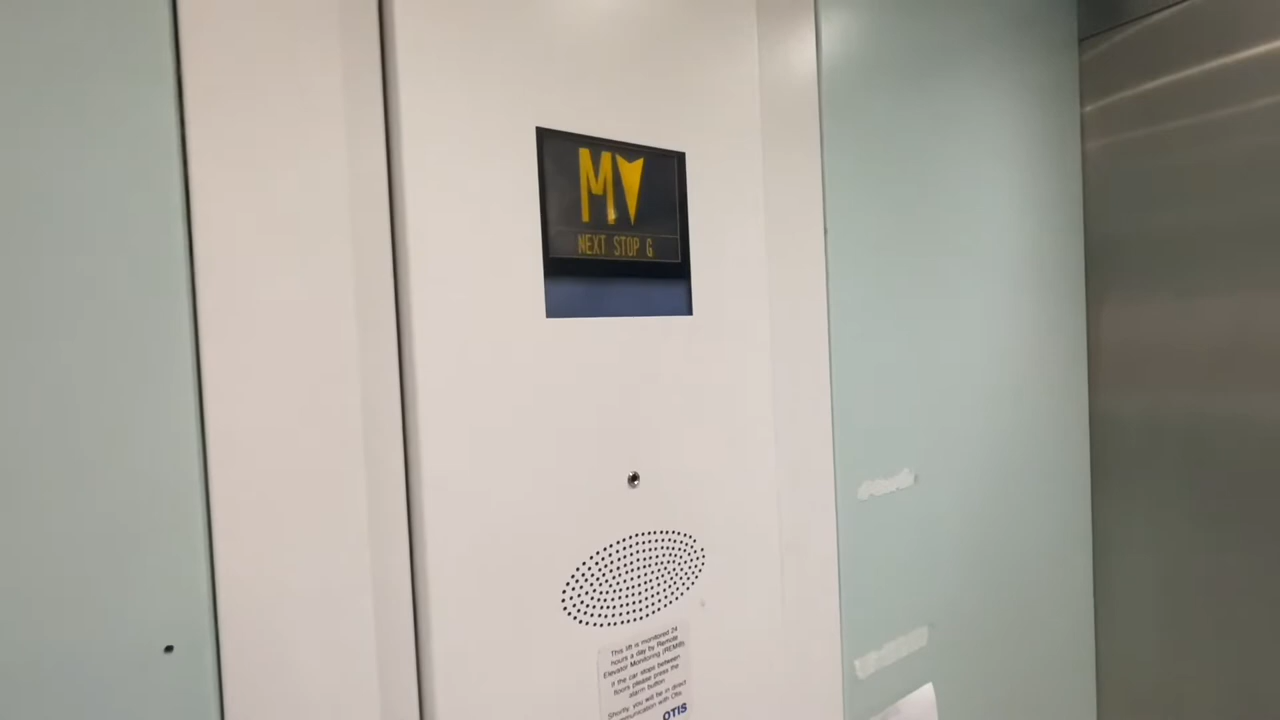 M
NEXT STOP G
This lift is monitored 24
hours a day by Remote
Elevator Monitoring (REM®)
If the car stops between
floors please press the
alarm button
Shortly, you will be in direct
communication with Otis
OTIS